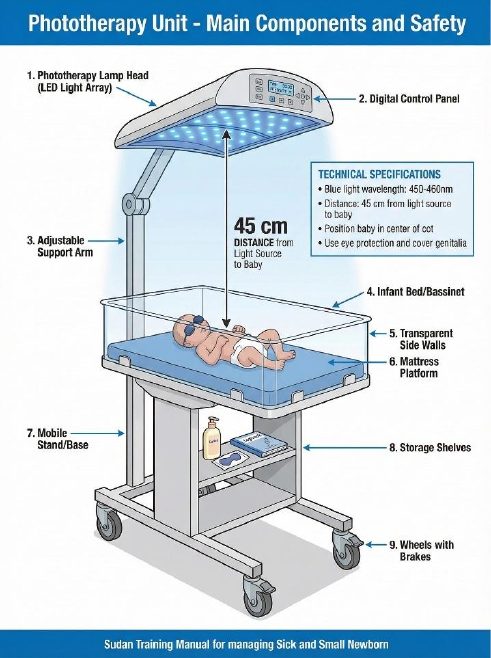 Phototherapy Unit - Main Components and Safety
1. Phototherapy Lamp Head
(LED Light Array)
2. Digital Control Panel
TECHNICAL SPECIFICATIONS
• Blue light wavelength: 450-460nm
• Distance: 45 cm from light source
to baby
• Position baby in center of cot
• Use eye protection and cover genitalia
45 cm
DISTANCE from
Light Source
to Baby
3. Adjustable
Support Arm
4. Infant Bed/Bassinet
5. Transparent
Side Walls
6. Mattress
Platform
7. Mobile
Stand/Base
8. Storage Shelves
9. Wheels with
Brakes
Sudan Training Manual for managing Sick and Small Newborn